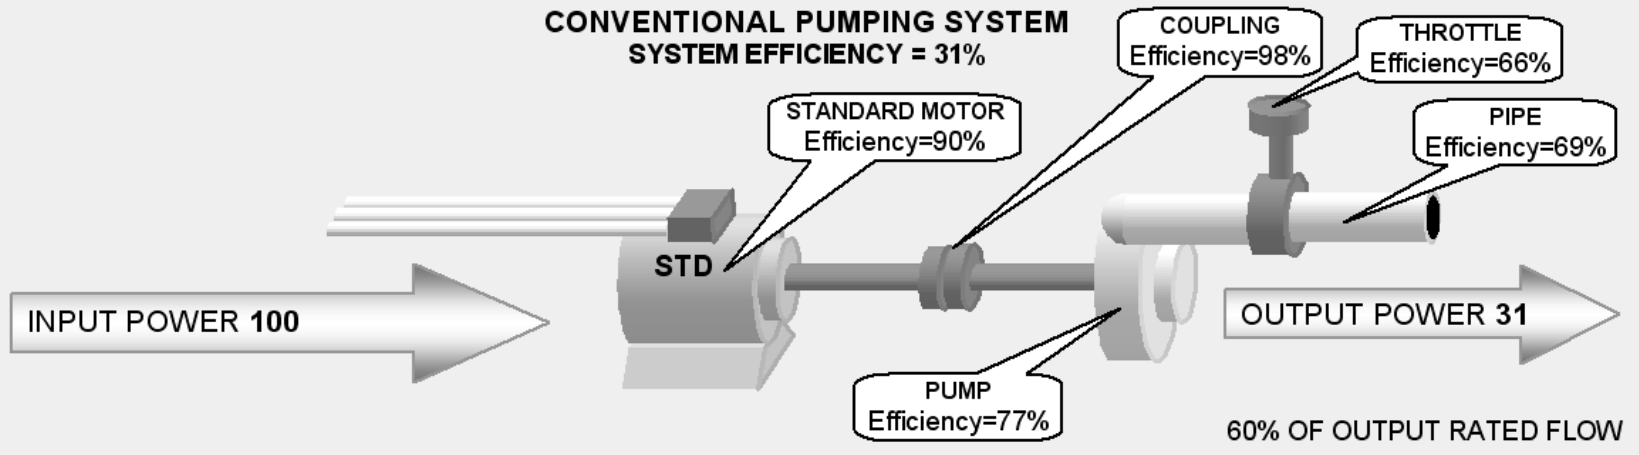 CONVENTIONAL PUMPING SYSTEM
SYSTEM EFFICIENCY = 31%
COUPLING
Efficiency=98%
THROTTLE
Efficiency=66%
STANDARD MOTOR
Efficiency=90%
PIPE
Efficiency=69%
STD
INPUT POWER 100
OUTPUT POWER 31
PUMP
Efficiency=77%
60% OF OUTPUT RATED FLOW